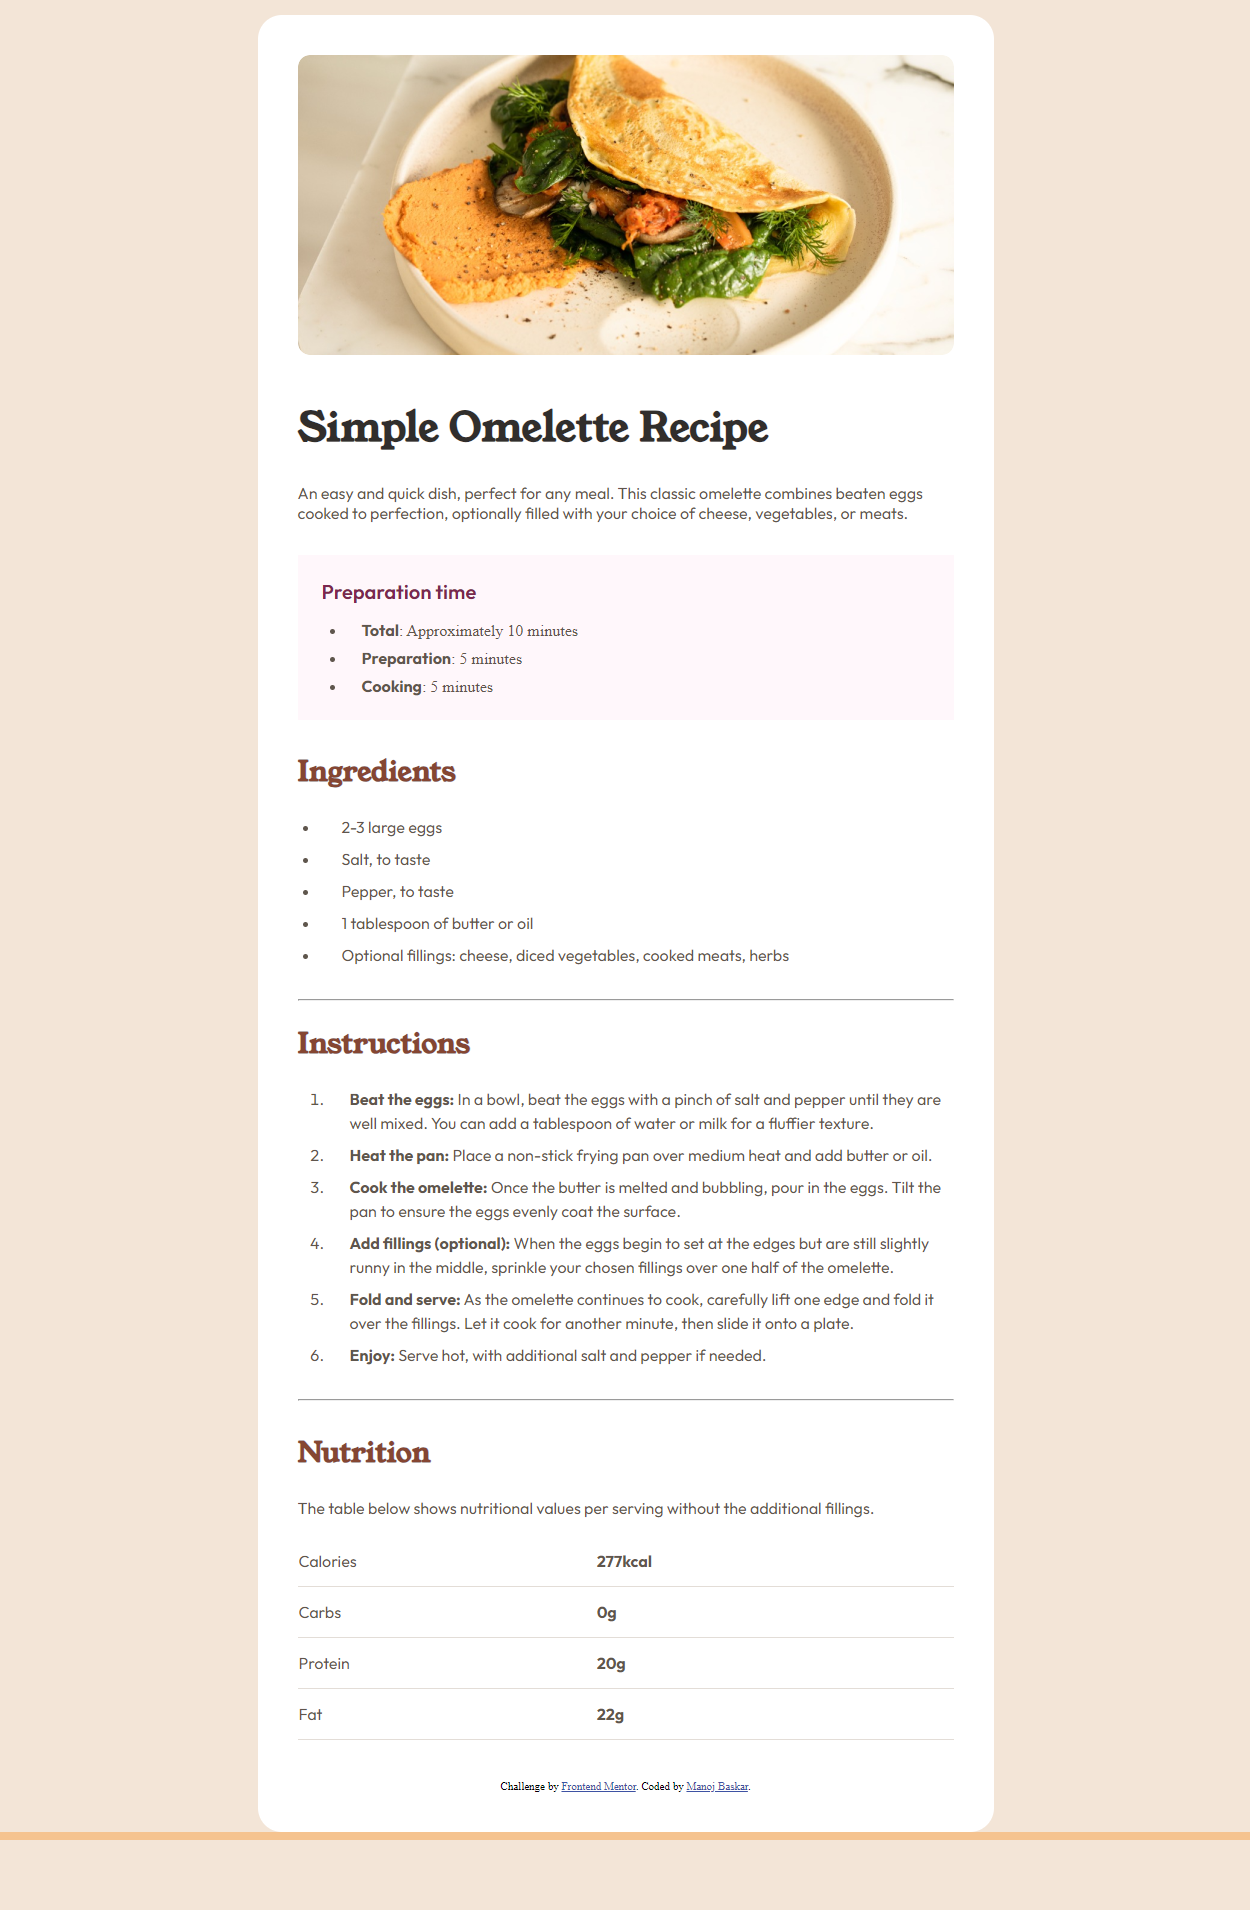 Simple Omelette Recipe
An easy and quick dish, perfect for any meal. This classic omelette combines beaten eggs
cooked to perfection, optionally filled with your choice of cheese, vegetables, or meats.
Preparation time
• Total: Approximately 10 minutes
• Preparation: 5 minutes
• Cooking: 5 minutes
Ingredients
• 2-3 large eggs
• Salt, to taste
• Pepper, to taste
• 1 tablespoon of butter or oil
• Optional fillings: cheese, diced vegetables, cooked meats, herbs
Instructions
1. Beat the eggs: In a bowl, beat the eggs with a pinch of salt and pepper until they are
well mixed. You can add a tablespoon of water or milk for a fluffier texture.
2. Heat the pan: Place a non-stick frying pan over medium heat and add butter or oil.
3. Cook the omelette: Once the butter is melted and bubbling, pour in the eggs. Tilt the
pan to ensure the eggs evenly coat the surface.
4. Add fillings (optional): When the eggs begin to set at the edges but are still slightly
runny in the middle, sprinkle your chosen fillings over one half of the omelette.
5. Fold and serve: As the omelette continues to cook, carefully lift one edge and fold it
over the fillings. Let it cook for another minute, then slide it onto a plate.
6. Enjoy: Serve hot, with additional salt and pepper if needed.
Nutrition
The table below shows nutritional values per serving without the additional fillings.
Calories 277kcal
Carbs 0g
Protein 20g
Fat 22g
Challenge by Frontend Mentor. Coded by Manoj Baskar.